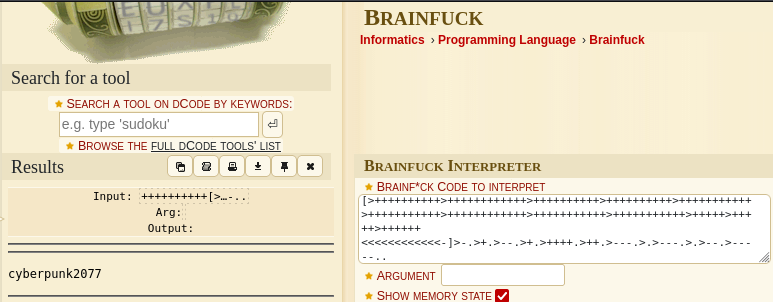 BRAINFUCK
Informatics › Programming Language › Brainfuck
Search for a tool
SEARCH A TOOL ON DCODE BY KEYWORDS:
e.g. type 'sudoku'
BROWSE THE FULL DCODE TOOLS' LIST
Results
Input: ++++++++++[>…-..
Arg:
Output:
cyberpunk2077
BRAINFUCK INTERPRETER
BRAINF*CK CODE TO INTERPRET
[>++++++++++>++++++++++++>++++++++++>++++++++++>+++++++++++
>+++++++++++>++++++++++++>+++++++++++>+++++++++++>+++++>+++
++>++++++
<<<<<<<<<<<<-]>-.>+.>--.>+.>++++.>++.>---.>.>---.>.>--.>---
--..
ARGUMENT
SHOW MEMORY STATE